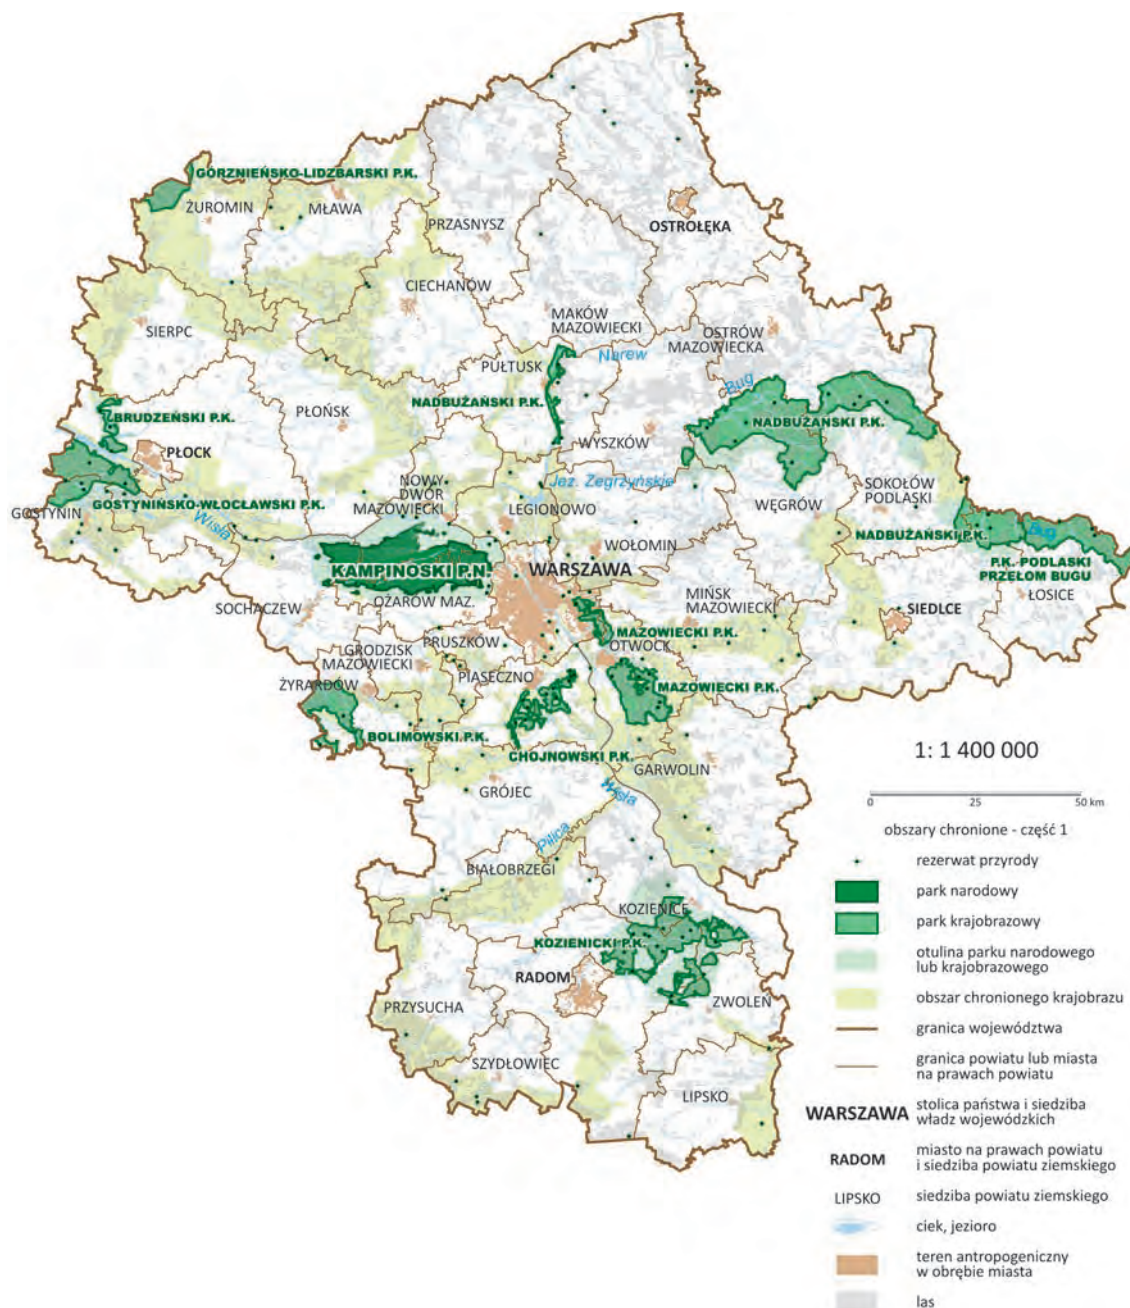 GÓRZNIEŃSKO-LIDZBARSKI P.K.
ŻUROMIN
MŁAWA
PRZASNYSZ
OSTROŁĘKA
CIECHANÓW
SIERPC
MAKÓW
MAZOWIECKI
OSTRÓW
MAZOWIECKA
Narew
PUŁTUSK
Bug
NADBUŻAŃSKI P.K.
BRUDZEŃSKI P.K.
PŁOŃSK
NADBUŻAŃSKI P.K.
WYSZKÓW
PŁOCK
Jez. Zegrzyńskie
SOKOŁÓW
PODLASKI
NOWY
DWÓR
MAZOWIECKI
GOSTYNIŃSKO-WŁOCŁAWSKI P.K.
WĘGRÓW
GOSTYNIN
LEGIONOWO
Wisła
NADBUŻAŃSKI P.K.
Bug
WOŁOMIN
KAMPINOSKI P.N.
WARSZAWA
P.K. PODLASKI
PRZEŁOM BUGU
MIŃSK
MAZOWIECKI
ŁOSICE
SOCHACZEW
OŻARÓW MAZ.
SIEDLCE
MAZOWIECKI P.K.
PRUSZKÓW
OTWOCK
GRODZISK
MAZOWIECKI
PIASECZNO
ŻYRARDÓW
MAZOWIECKI P.K.
BOLIMOWSKI P.K.
CHOJNOWSKI P.K.
GARWOLIN
GRÓJEC
Wisła
Pilica
BIAŁOBRZEGI
KOZIENICE
KOZIENICKI P.K.
RADOM
ZWOLEŃ
PRZYSUCHA
SZYDŁOWIEC
LIPSKO
1: 1 400 000
0 25 50 km
obszary chronione - część 1
rezerwat przyrody
park narodowy
park krajobrazowy
otulina parku narodowego
lub krajobrazowego
obszar chronionego krajobrazu
granica województwa
granica powiatu lub miasta
na prawach powiatu
WARSZAWA stolica państwa i siedziba
władz wojewódzkich
RADOM miasto na prawach powiatu
i siedziba powiatu ziemskiego
LIPSKO siedziba powiatu ziemskiego
ciek, jezioro
teren antropogeniczny
w obrębie miasta
las